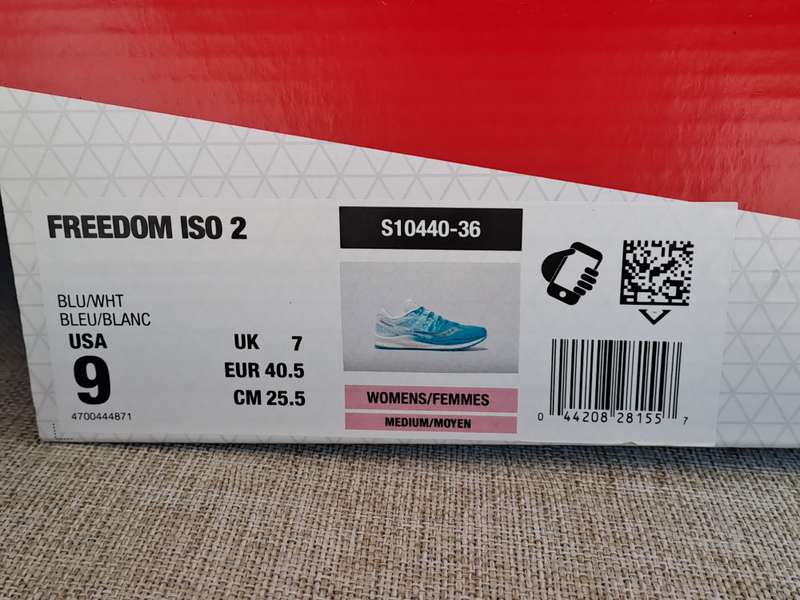 FREEDOM ISO 2
S10440-36
BLU/WHT
BLEU/BLANC
USA
9
4700444871
UK 7
EUR 40.5
CM 25.5
WOMENS/FEMMES
MEDIUM/MOYEN
0 44208 28155 7